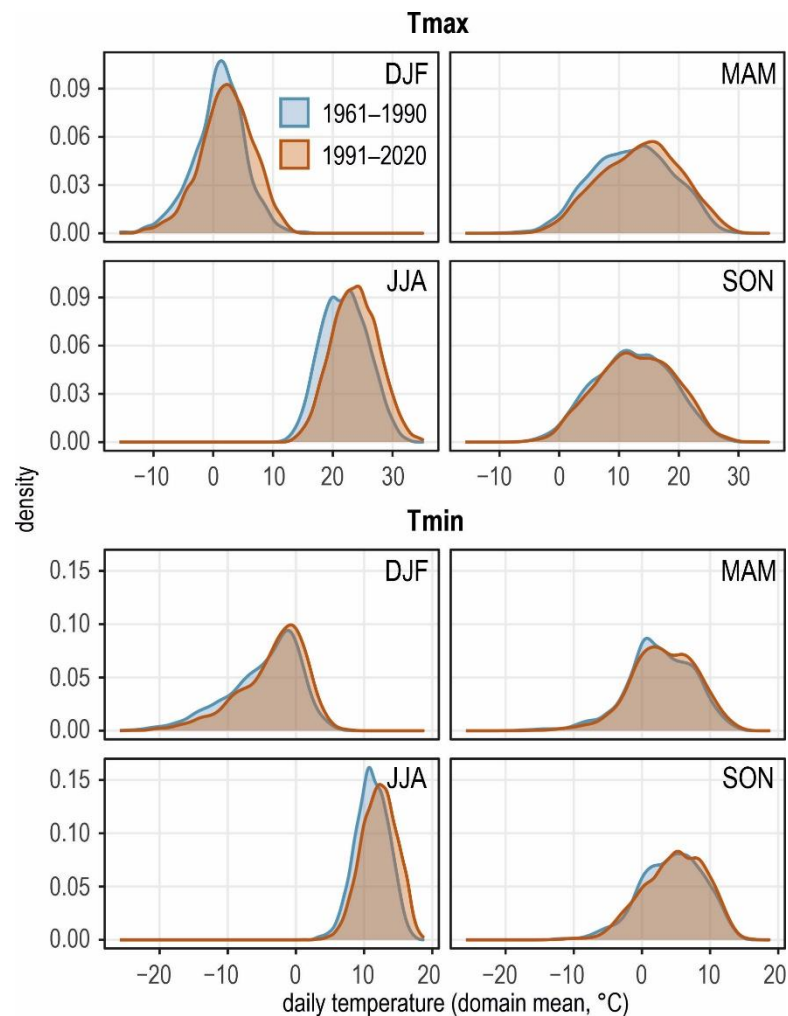 Tmax
DJF
MAM
1961–1990
1991–2020
0.09
0.06
0.03
0.00
JJA
SON
0.09
0.06
0.03
0.00
−10 0 10 20 30
−10 0 10 20 30
density
Tmin
DJF
MAM
0.15
0.10
0.05
0.00
JJA
SON
0.15
0.10
0.05
0.00
−20 −10 0 10 20
−20 −10 0 10 20
daily temperature (domain mean, °C)